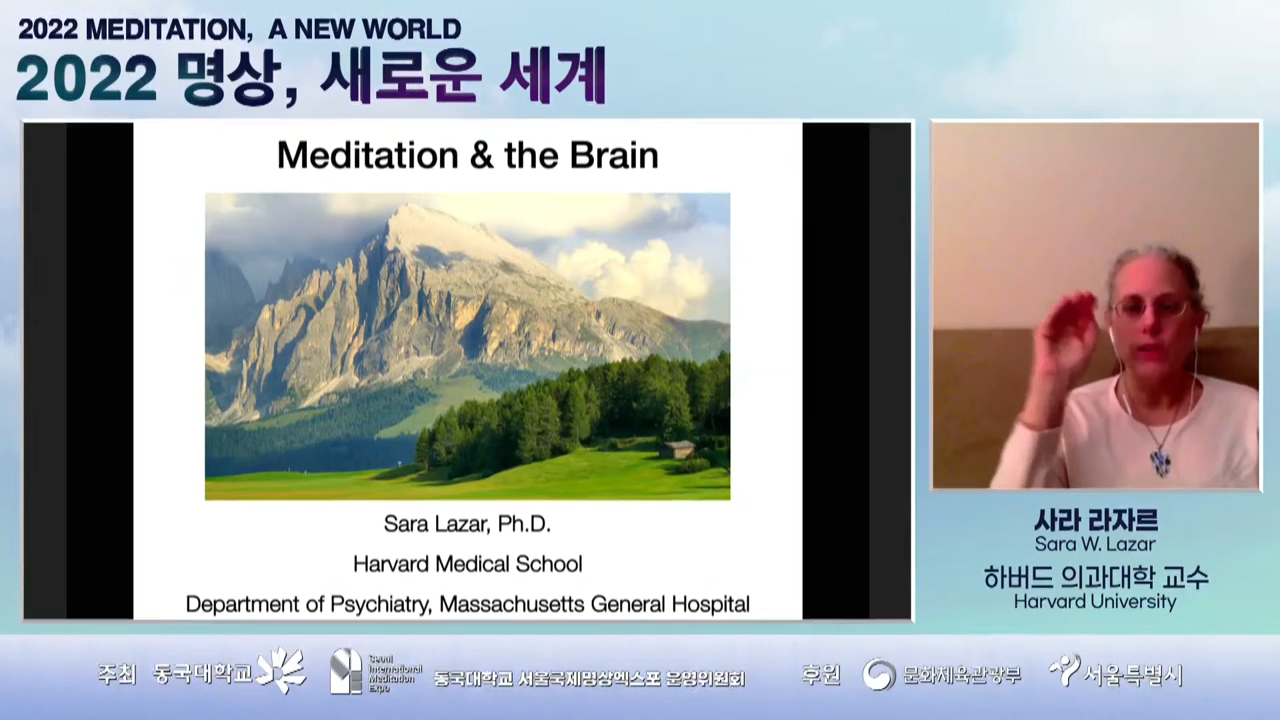 2022 MEDITATION, A NEW WORLD
2022 명상, 새로운 세계
Meditation & the Brain
Sara Lazar, Ph.D.
Harvard Medical School
Department of Psychiatry, Massachusetts General Hospital
사라 라자르
Sara W. Lazar
하버드 의과대학 교수
Harvard University
주최 동국대학교
Seoul
International
Meditation
Expo
동국대학교 서울국제명상엑스포 운영위원회
후원 문화체육관광부 서울특별시